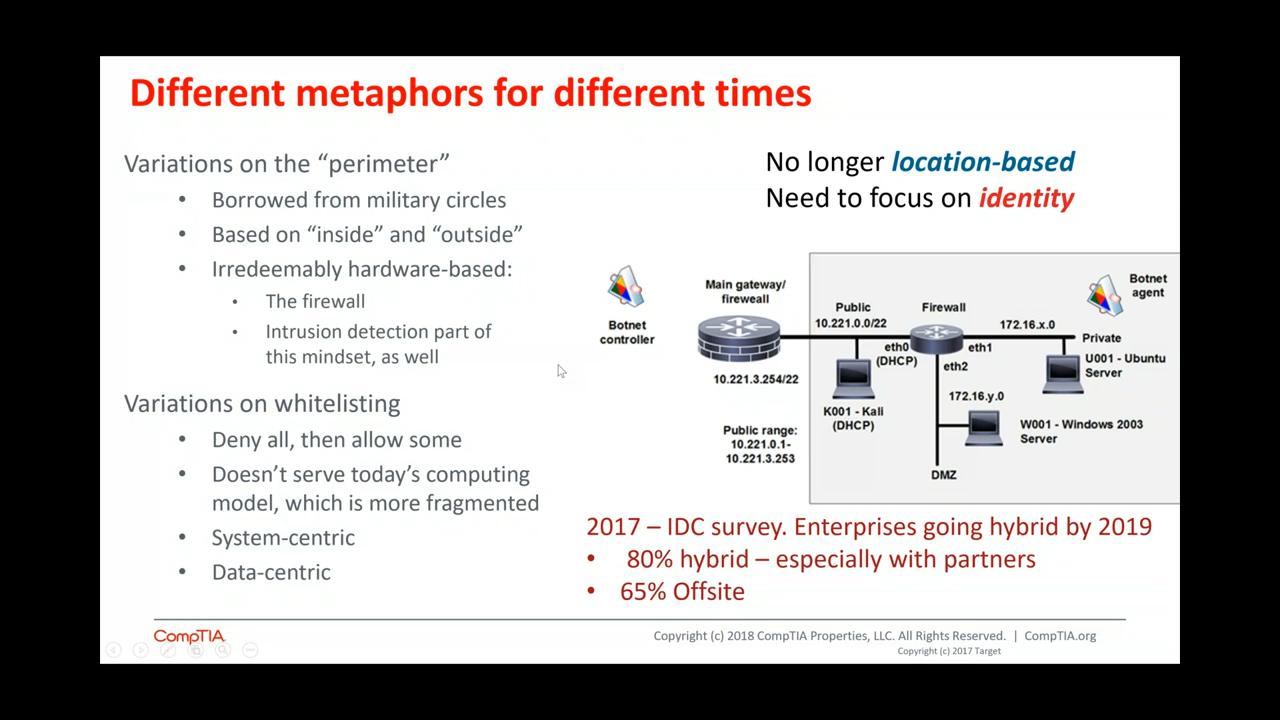 Different metaphors for different times
Variations on the “perimeter”
• Borrowed from military circles
• Based on “inside” and “outside”
• Irredeemably hardware-based:
• The firewall
• Intrusion detection part of
this mindset, as well
Variations on whitelisting
• Deny all, then allow some
• Doesn’t serve today’s computing
model, which is more fragmented
• System-centric
• Data-centric
No longer location-based
Need to focus on identity
Botnet
controller
Main gateway/
fireweall
10.221.3.254/22
Public range:
10.221.0.1-
10.221.3.253
Public
10.221.0.0/22
eth0
(DHCP)
K001 - Kali
(DHCP)
Firewall
eth1
eth2
172.16.x.0
Botnet
agent
Private
U001 - Ubuntu
Server
172.16.y.0
W001 - Windows 2003
Server
DMZ
2017 – IDC survey. Enterprises going hybrid by 2019
• 80% hybrid – especially with partners
• 65% Offsite
CompTIA.
Copyright (c) 2018 CompTIA Properties, LLC. All Rights Reserved. | CompTIA.org
Copyright (c) 2017 Target